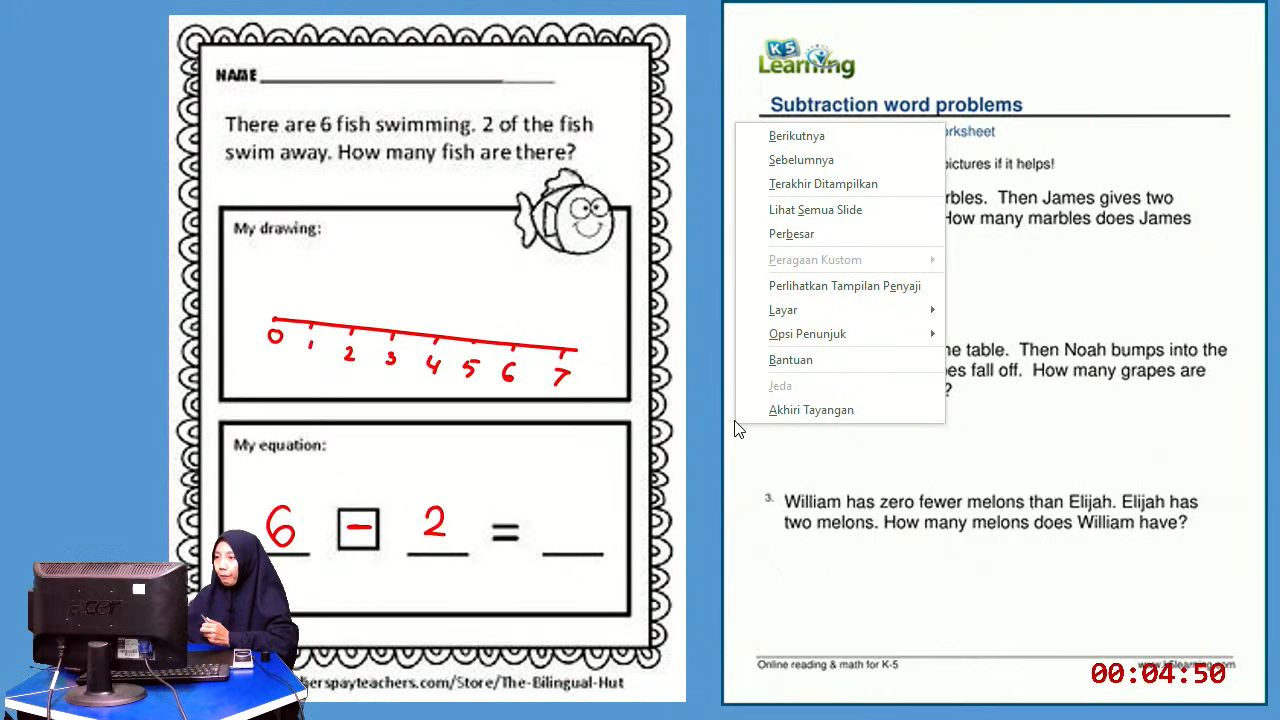 NAME
There are 6 fish swimming. 2 of the fish
swim away. How many fish are there?
My drawing:
0 1 2 3 4 5 6 7
My equation:
6 - 2 =
acer
erspayteachers.com/Store/The-Bilingual-Hut
K5
Learning
Subtraction word problems
orksheet
pictures if it helps!
rbles. Then James gives two
How many marbles does James
Berikutnya
Sebelumnya
Terakhir Ditampilkan
Lihat Semua Slide
Perbesar
Peragaan Kustom
Perlihatkan Tampilan Penyaji
Layar
Opsi Penunjuk
Bantuan
Jeda
Akhiri Tayangan
he table. Then Noah bumps into the
es fall off. How many grapes are
?
3. William has zero fewer melons than Elijah. Elijah has
two melons. How many melons does William have?
Online reading & math for K-5
00:04:50